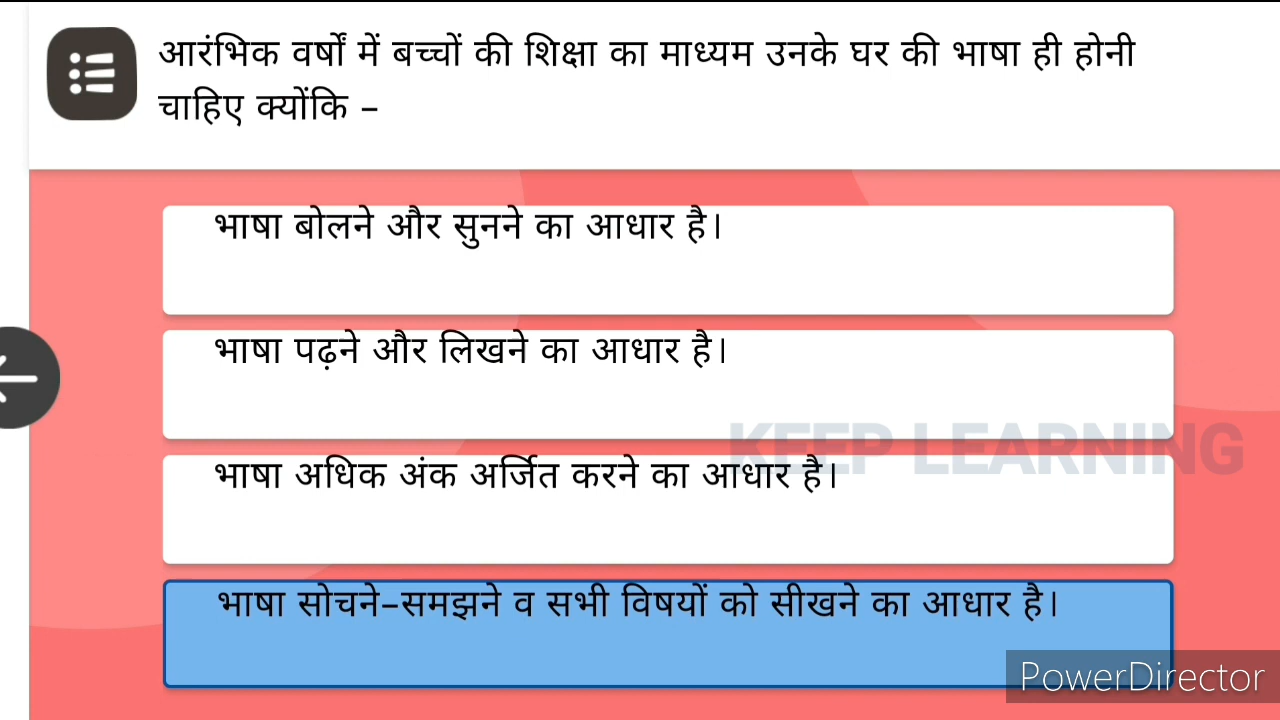 आरंभिक वर्षों में बच्चों की शिक्षा का माध्यम उनके घर की भाषा ही होनी
चाहिए क्योंकि –
भाषा बोलने और सुनने का आधार है।
भाषा पढ़ने और लिखने का आधार है।
KEEP LEARNING
भाषा अधिक अंक अर्जित करने का आधार है।
भाषा सोचने–समझने व सभी विषयों को सीखने का आधार है।
PowerDirector